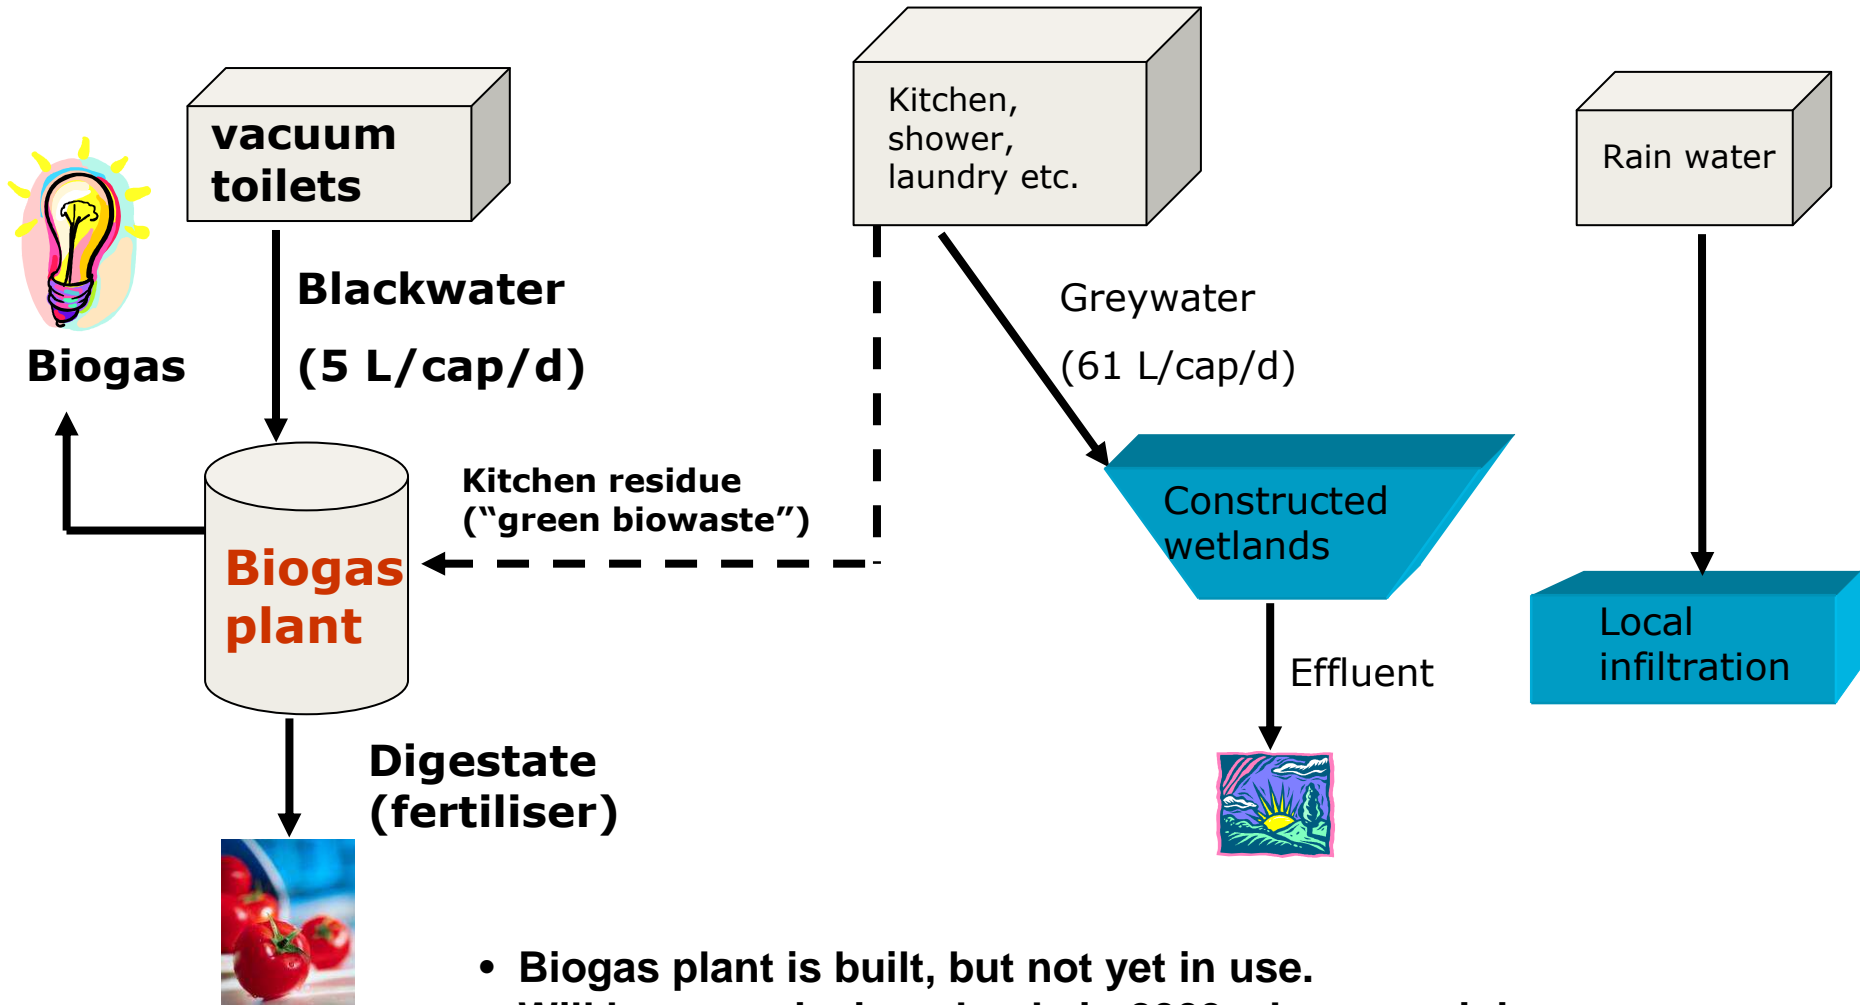 vacuum
toilets
Kitchen,
shower,
laundry etc.
Rain water
Blackwater
(5 L/cap/d)
Greywater
(61 L/cap/d)
Biogas
Kitchen residue
(“green biowaste”)
Constructed
wetlands
Biogas
plant
Local
infiltration
Effluent
Digestate
(fertiliser)
• Biogas plant is built, but not yet in use.